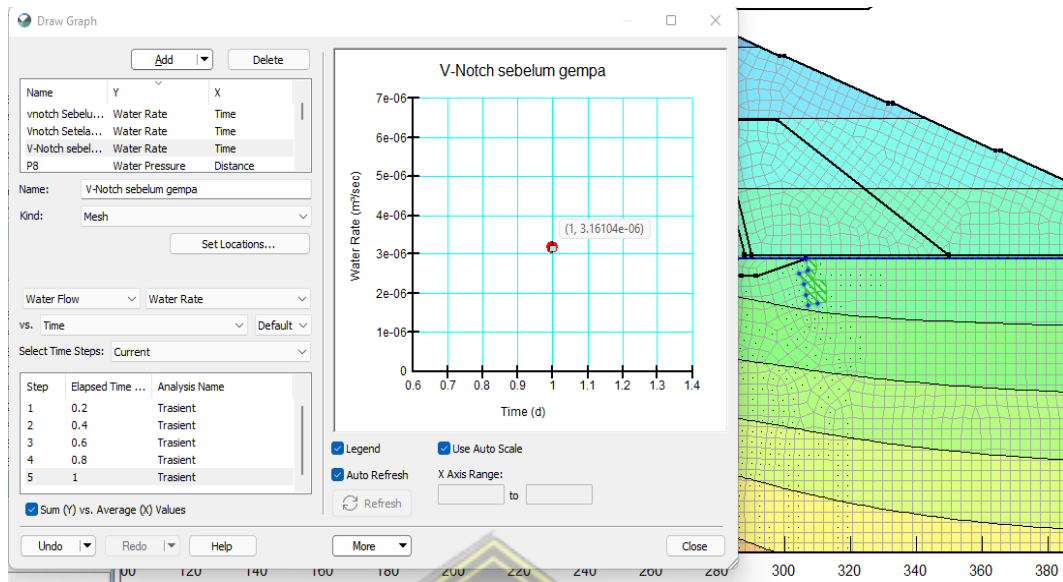 Draw Graph
Add
Delete
Name Y X
vnotch Sebelu... Water Rate Time
Vnotch Setela... Water Rate Time
V-Notch sebel... Water Rate Time
P8 Water Pressure Distance
Name: V-Notch sebelum gempa
Kind: Mesh
Set Locations...
Water Flow Water Rate
vs. Time Default
Select Time Steps: Current
Step Elapsed Time ... Analysis Name
1 0.2 Trasient
2 0.4 Trasient
3 0.6 Trasient
4 0.8 Trasient
5 1 Trasient
Sum (Y) vs. Average (X) Values
Undo
Redo
Help
V-Notch sebelum gempa
Water Rate (m³/sec)
7e-06
6e-06
5e-06
4e-06
3e-06
2e-06
1e-06
0
(1, 3.16104e-06)
0.6 0.7 0.8 0.9 1 1.1 1.2 1.3 1.4
Time (d)
Legend
Use Auto Scale
Auto Refresh
X Axis Range:
to
Refresh
More
Close
120 140 160 180 200 220 240 260 280 300 320 340 360 380